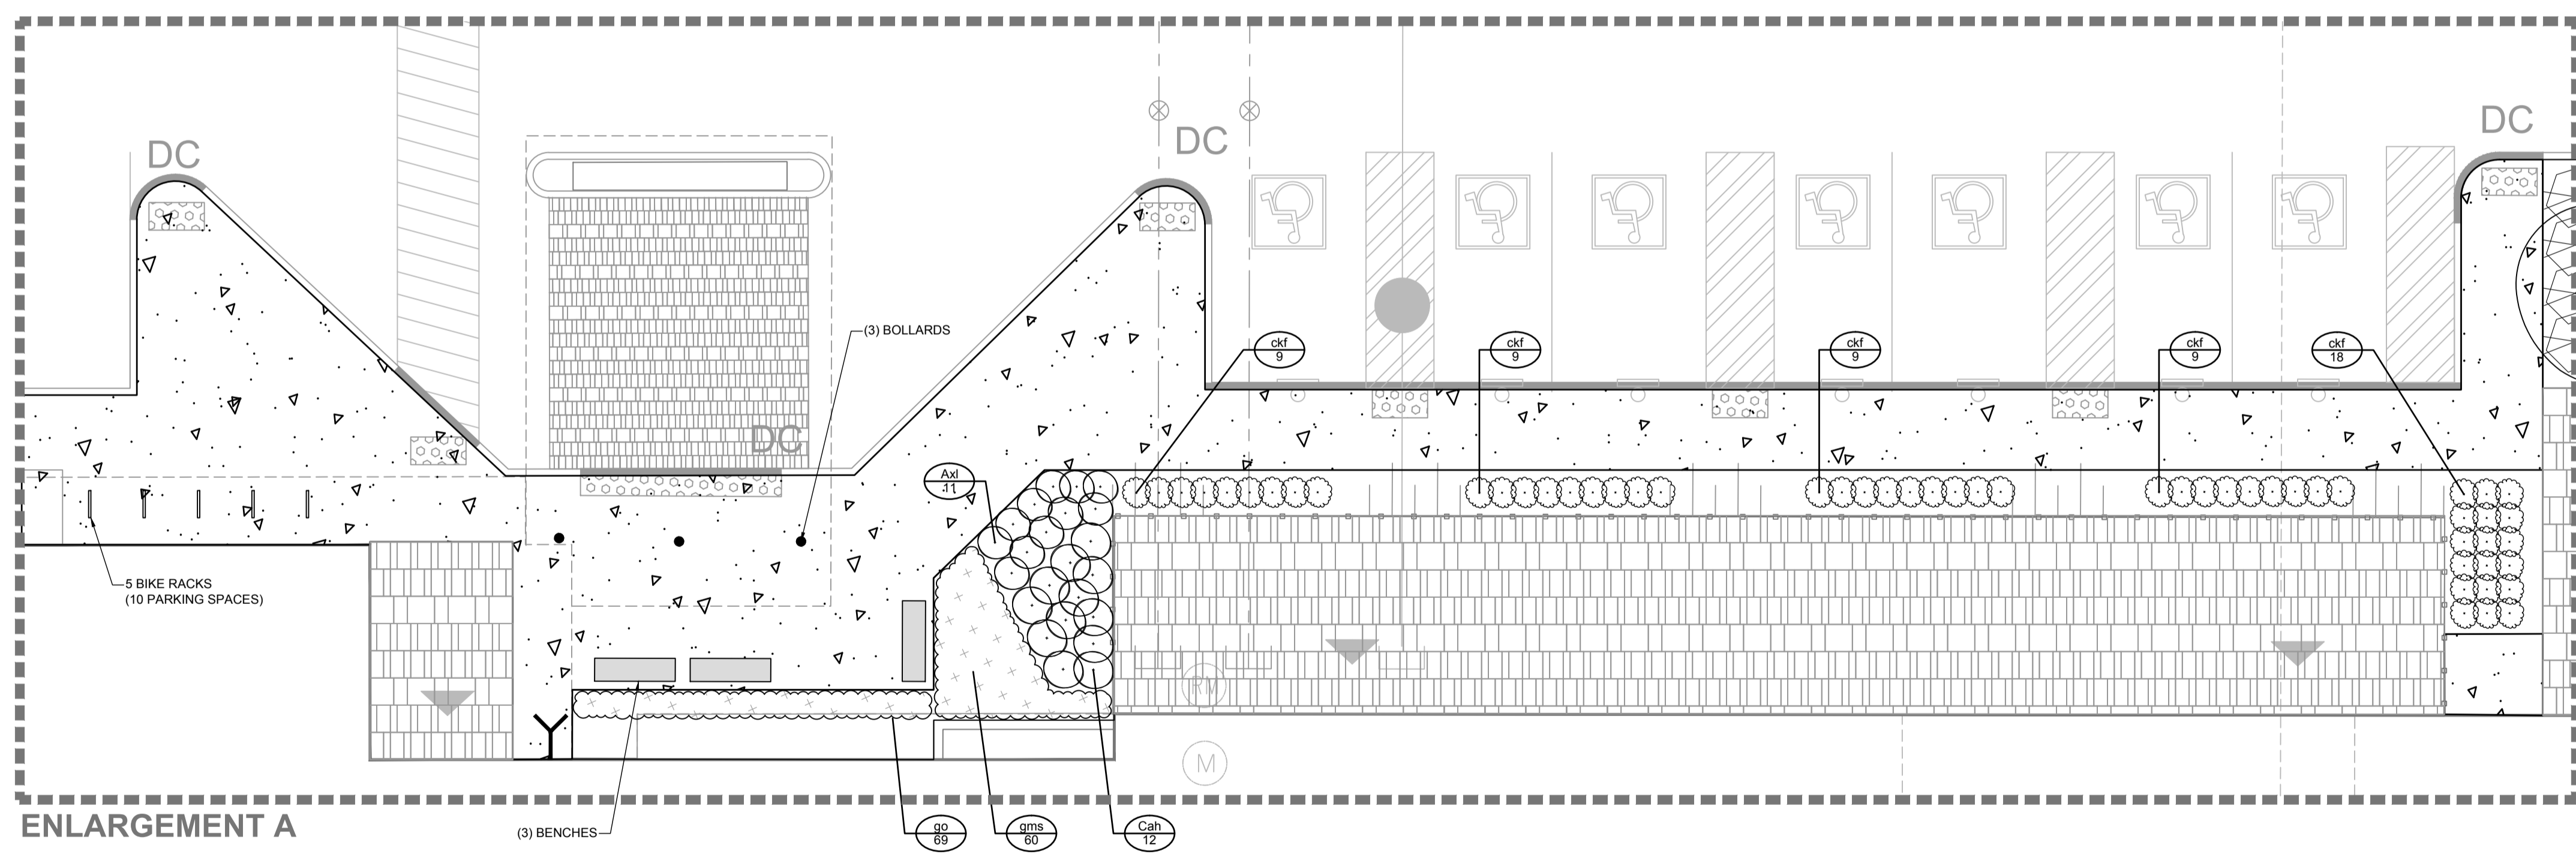 DC
DC
DC
(3) BOLLARDS
ckf
9
ckf
9
ckf
9
ckf
9
ckf
18
DC
Axl
11
5 BIKE RACKS
(10 PARKING SPACES)
RM
M
ENLARGEMENT A
(3) BENCHES
go
69
gms
60
Cah
12